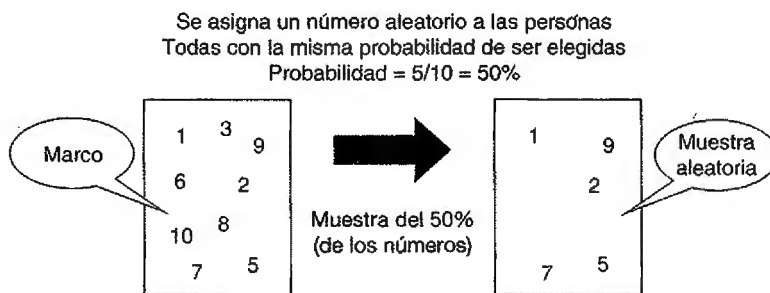 Se asigna un número aleatorio a las personas
Todas con la misma probabilidad de ser elegidas
Probabilidad = 5/10 = 50%
Marco
1 3 9
6 2
10 8
7 5
Muestra del 50%
(de los números)
1 9
2
7 5
Muestra
aleatoria